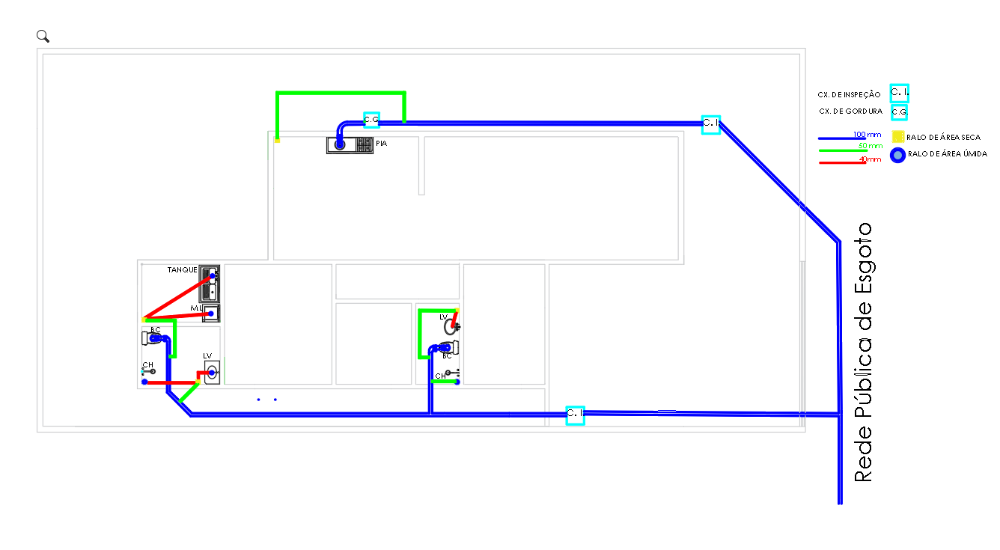 CX. DE INSPEÇÃO
C. I.
CX. DE GORDURA
C.G.
100 mm
50 mm
40mm
RALO DE ÁREA SECA
RALO DE ÁREA ÚMIDA
C.G
C. I
PIA
TANQUE
ML
BC
CH
LV
LV
BC
CH
C. I
Rede Pública de Esgoto